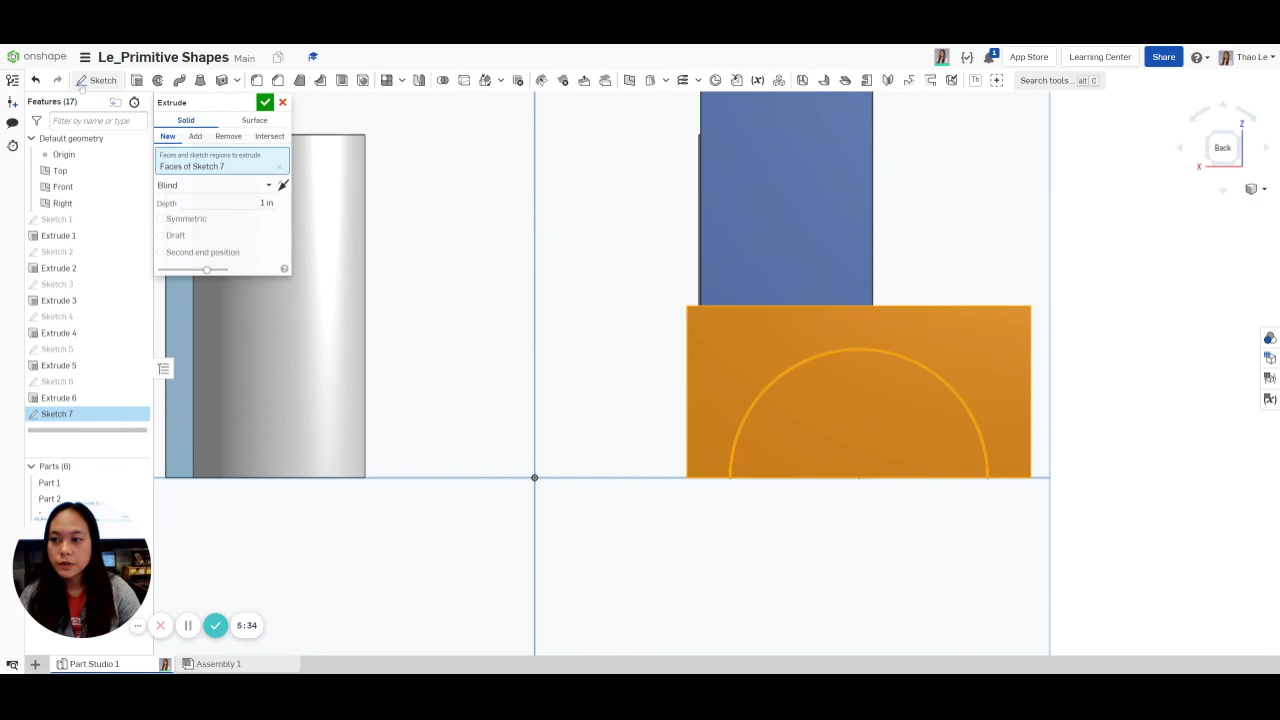 onshape
Le_Primitive Shapes Main
1
App Store
Learning Center
Share
Thao Le
Sketch
Search tools...
alt C
Features (17)
Filter by name or type
Default geometry
Origin
Top
Front
Right
Sketch 1
Extrude 1
Sketch 2
Extrude 2
Sketch 3
Extrude 3
Sketch 4
Extrude 4
Sketch 5
Extrude 5
Sketch 6
Extrude 6
Sketch 7
Parts (6)
Part 1
Part 2
Extrude
Solid
Surface
New
Add
Remove
Intersect
Faces and sketch regions to extrude
Faces of Sketch 7
Blind
Depth
1 in
Symmetric
Draft
Second end position
Z
Back
X
5:34
Part Studio 1
Assembly 1